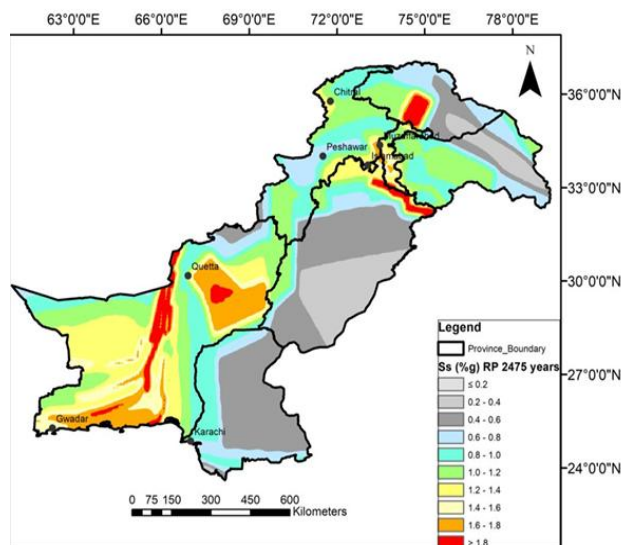 63°0'0"E 66°0'0"E 69°0'0"E 72°0'0"E 75°0'0"E 78°0'0"E
N
36°0'0"N
Chitral
Muzaffarabad
Peshawar
Islamabad
33°0'0"N
Quetta
30°0'0"N
Legend
Province_Boundary
Ss (%g) RP 2475 years
≤ 0.2
0.2 - 0.4
27°0'0"N
0.4 - 0.6
0.6 - 0.8
Gwadar
0.8 - 1.0
Karachi
1.0 - 1.2
24°0'0"N
1.2 - 1.4
1.4 - 1.6
0 75 150 300 450 600
Kilometers
1.6 - 1.8
> 1.8